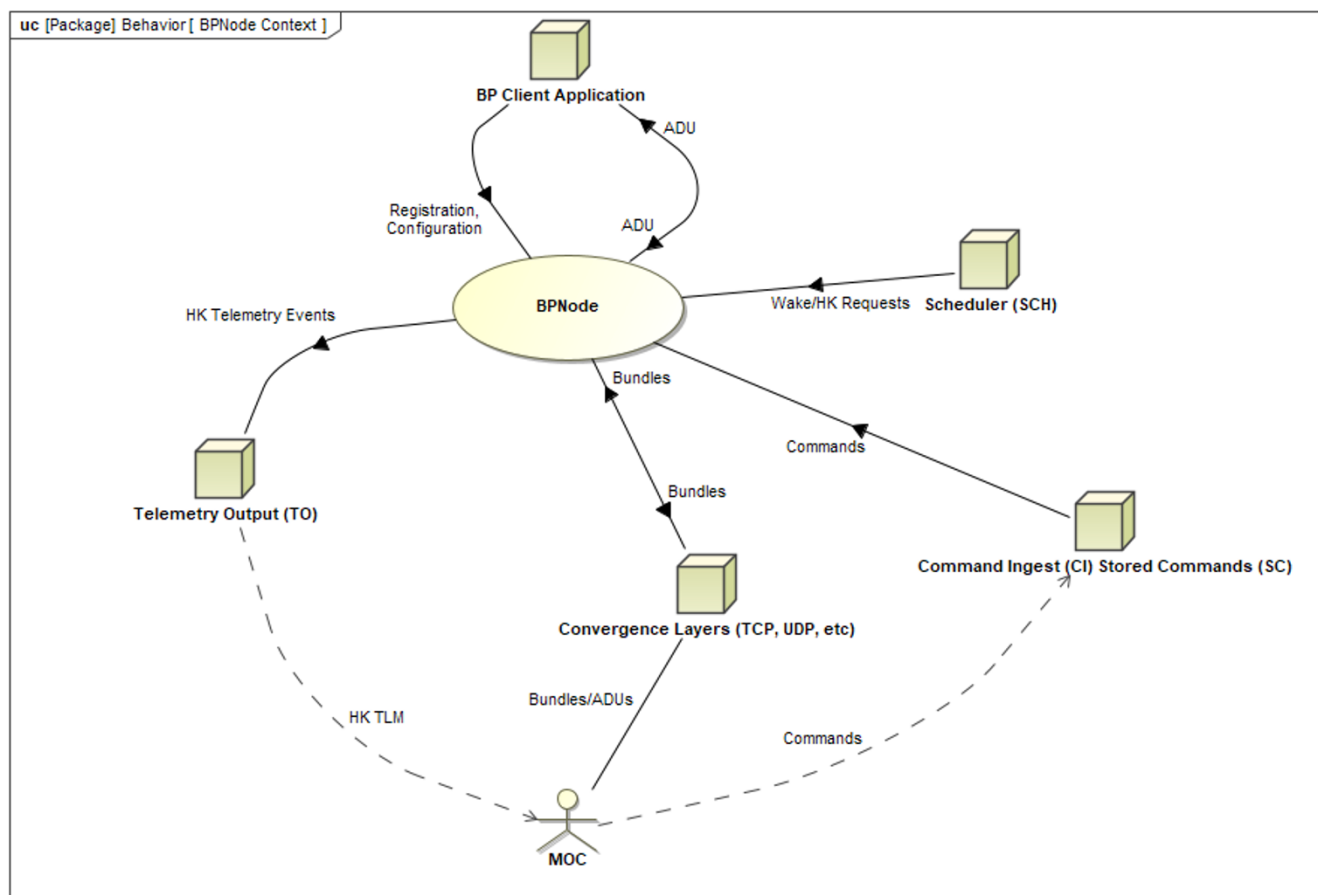 uc [Package] Behavior [ BPNode Context ]
BP Client Application
ADU
Registration,
Configuration
ADU
BPNode
Wake/HK Requests
Scheduler (SCH)
HK Telemetry Events
Bundles
Commands
Bundles
Telemetry Output (TO)
Command Ingest (CI) Stored Commands (SC)
Convergence Layers (TCP, UDP, etc)
Bundles/ADUs
HK TLM
Commands
MOC